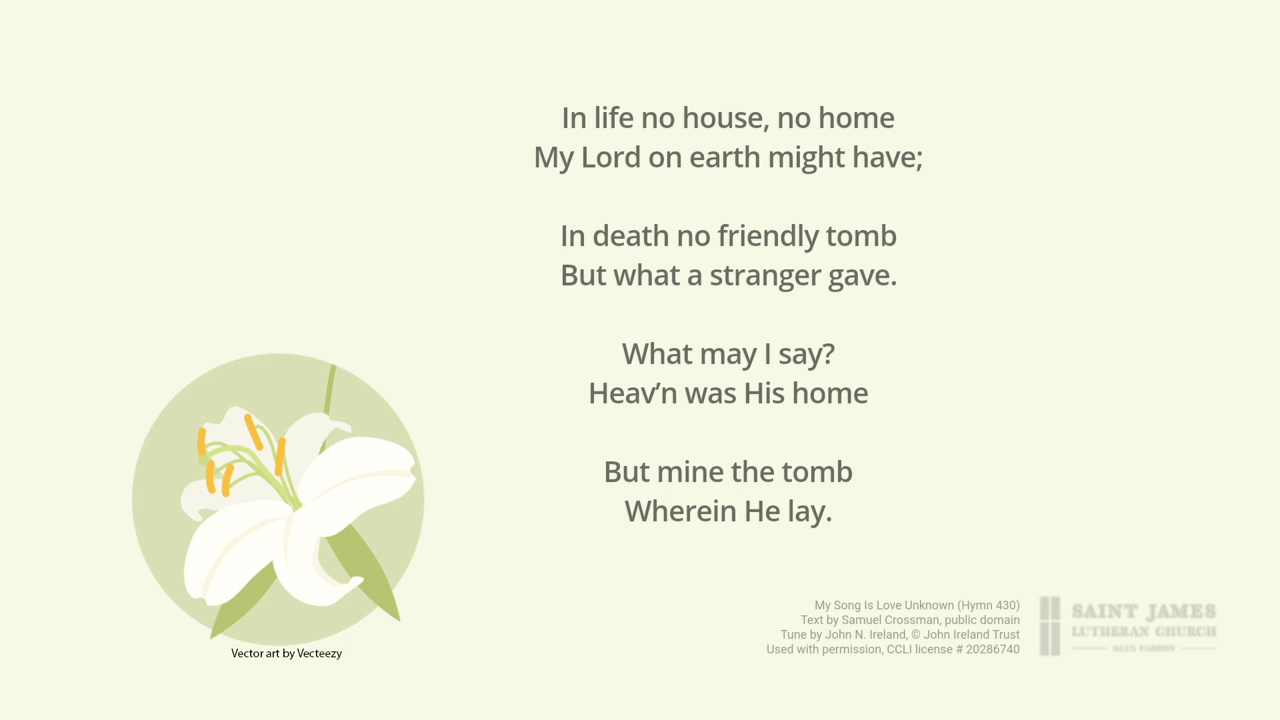 In life no house, no home
My Lord on earth might have;
In death no friendly tomb
But what a stranger gave.
What may I say?
Heav’n was His home
But mine the tomb
Wherein He lay.
My Song Is Love Unknown (Hymn 430)
Text by Samuel Crossman, public domain
Tune by John N. Ireland, © John Ireland Trust
Used with permission, CCLI license # 20286740
SAINT JAMES
LUTHERAN CHURCH
GLEN CARBON
Vector art by Vecteezy